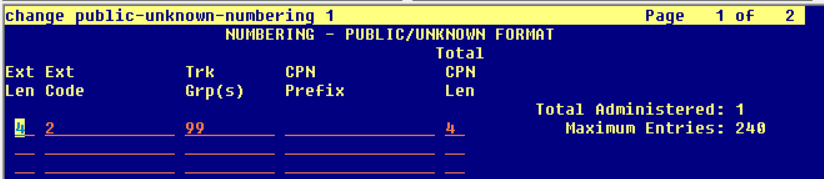 change public-unknown-numbering 1 Page 1 of 2
NUMBERING - PUBLIC/UNKNOWN FORMAT
Total
Ext Ext Trk CPN CPN
Len Code Grp(s) Prefix Len
Total Administered: 1
4 2 99 4 Maximum Entries: 240